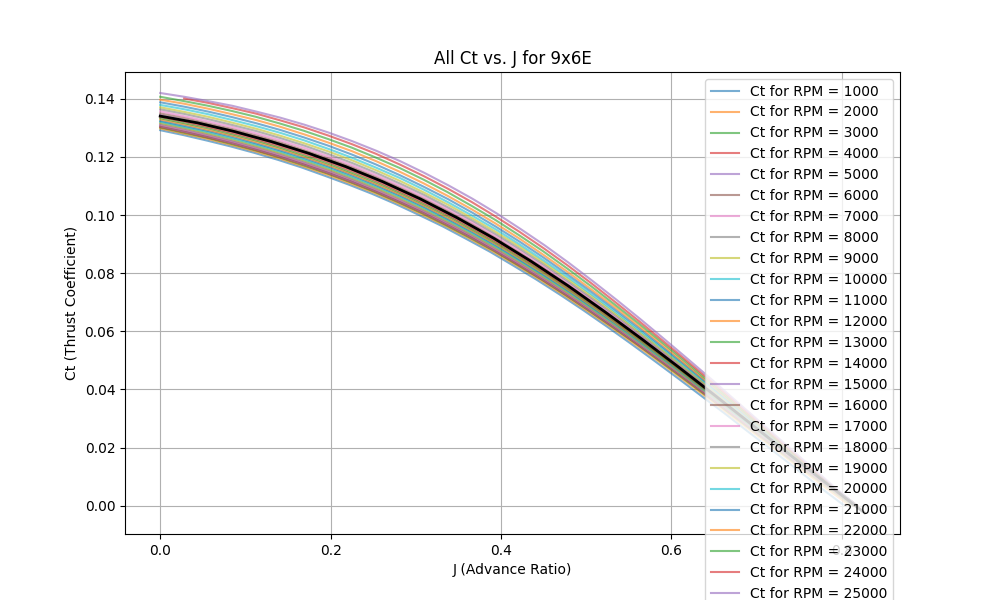 All Ct vs. J for 9x6E
Ct (Thrust Coefficient)
0.14
0.12
0.10
0.08
0.06
0.04
0.02
0.00
0.0
0.2
0.4
0.6
J (Advance Ratio)
Ct for RPM = 1000
Ct for RPM = 2000
Ct for RPM = 3000
Ct for RPM = 4000
Ct for RPM = 5000
Ct for RPM = 6000
Ct for RPM = 7000
Ct for RPM = 8000
Ct for RPM = 9000
Ct for RPM = 10000
Ct for RPM = 11000
Ct for RPM = 12000
Ct for RPM = 13000
Ct for RPM = 14000
Ct for RPM = 15000
Ct for RPM = 16000
Ct for RPM = 17000
Ct for RPM = 18000
Ct for RPM = 19000
Ct for RPM = 20000
Ct for RPM = 21000
Ct for RPM = 22000
Ct for RPM = 23000
Ct for RPM = 24000
Ct for RPM = 25000